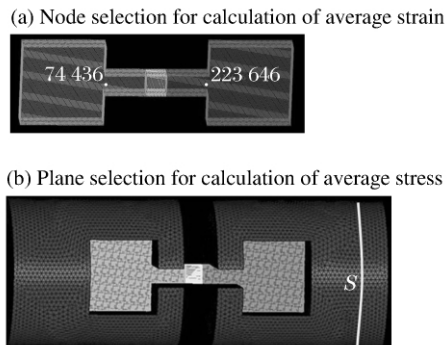 (a) Node selection for calculation of average strain
74 436
223 646
(b) Plane selection for calculation of average stress
S